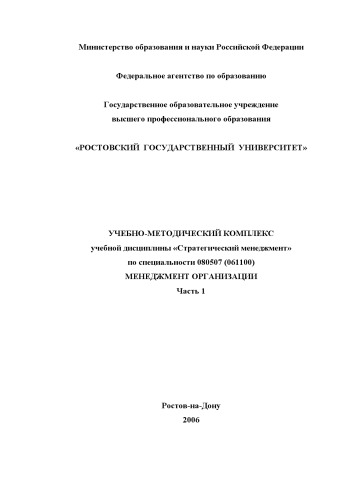 Министерство образования и науки Российской Федерации
Федеральное агентство по образованию
Государственное образовательное учреждение
высшего профессионального образования
«РОСТОВСКИЙ ГОСУДАРСТВЕННЫЙ УНИВЕРСИТЕТ»
УЧЕБНО-МЕТОДИЧЕСКИЙ КОМПЛЕКС
учебной дисциплины «Стратегический менеджмент»
по специальности 080507 (061100)
МЕНЕДЖМЕНТ ОРГАНИЗАЦИИ
Часть 1
Ростов-на-Дону
2006